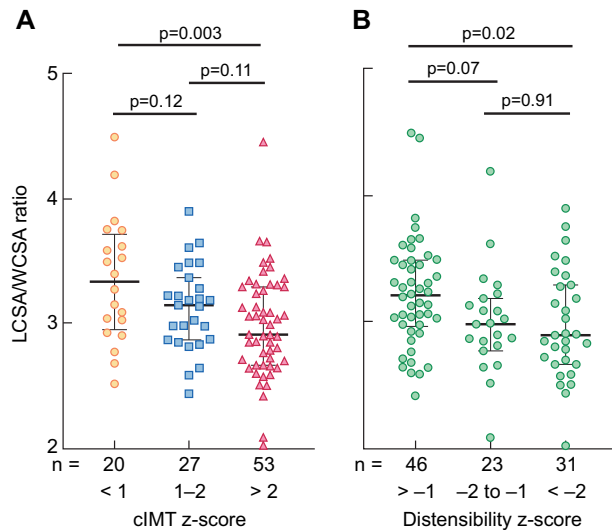 A
p=0.003
p=0.11
p=0.12
B
p=0.02
p=0.07
p=0.91
LCSA/WCSA ratio
5
4
3
2
n = 20 27 53
< 1 1–2 > 2
cIMT z-score
n = 46 23 31
> –1 –2 to –1 < –2
Distensibility z-score